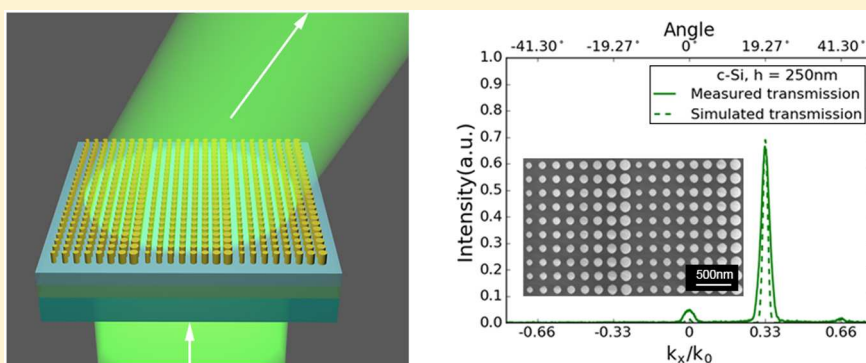 Angle
-41.30° -19.27° 0° 19.27° 41.30°
c-Si, h = 250nm
Measured transmission
Simulated transmission
Intensity(a.u.)
1.0
0.9
0.8
0.7
0.6
0.5
0.4
0.3
0.2
0.1
0.0
500nm
-0.66 -0.33 0 0.33 0.66
kₓ/k₀